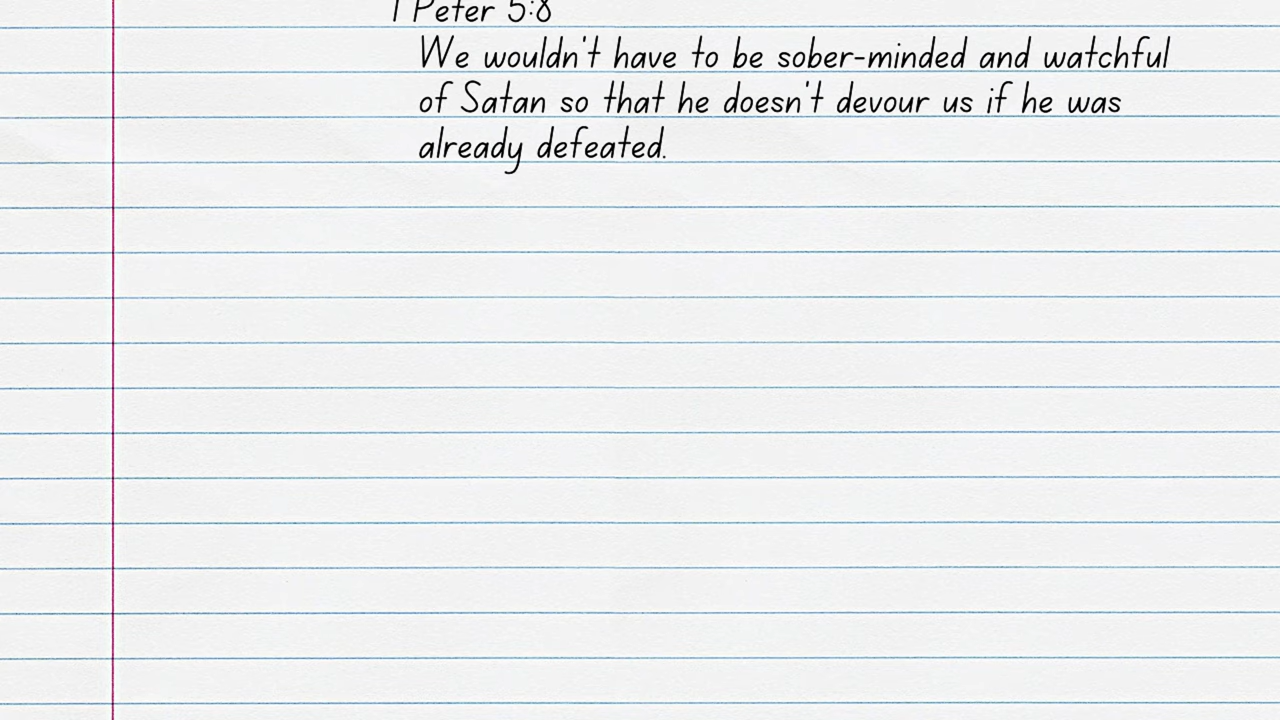 1 Peter 5:8
We wouldn't have to be sober-minded and watchful
of Satan so that he doesn't devour us if he was
already defeated.